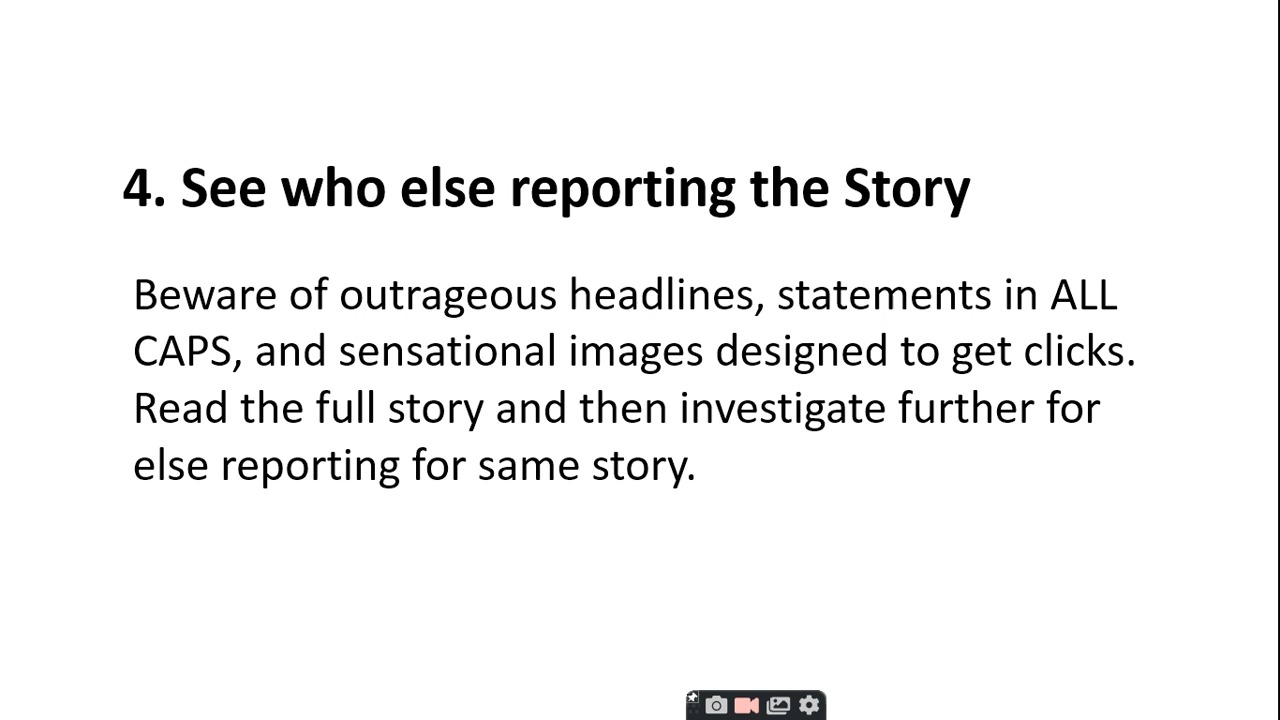 4. See who else reporting the Story
Beware of outrageous headlines, statements in ALL
CAPS, and sensational images designed to get clicks.
Read the full story and then investigate further for
else reporting for same story.